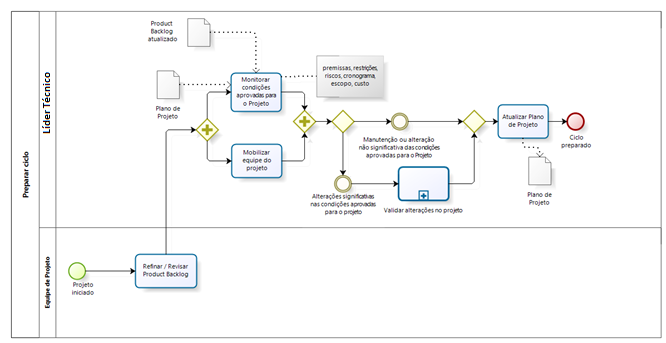 Preparar ciclo
Líder Técnico
Equipe de Projeto
Product
Backlog
atualizado
Plano de
Projeto
Monitorar
condições
aprovadas para
o Projeto
premissas, restrições,
riscos, cronograma,
escopo, custo
Mobilizar
equipe do
projeto
Manutenção ou alteração
não significativa das condições
aprovadas para o Projeto
Alterações significativas
nas condições aprovadas
para o projeto
Validar alterações no projeto
Atualizar Plano
de Projeto
Ciclo
preparado
Plano de
Projeto
Projeto
iniciado
Refinar / Revisar
Product Backlog